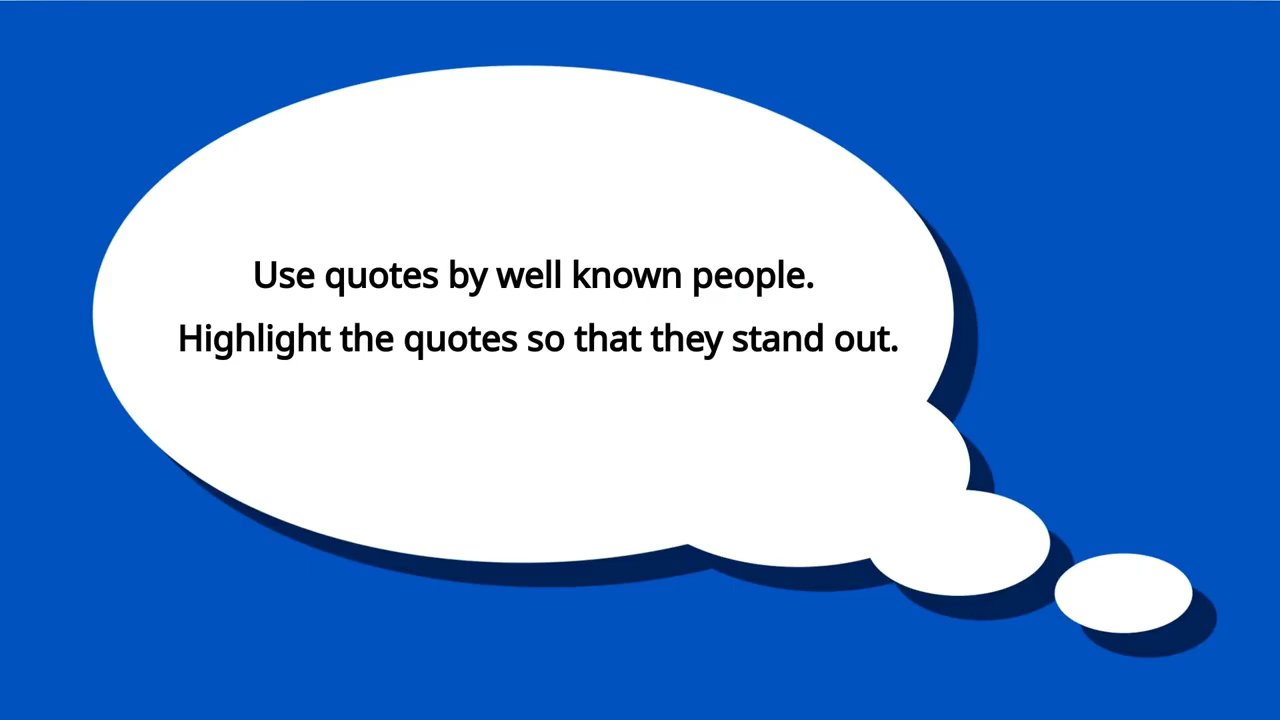 Use quotes by well known people.
Highlight the quotes so that they stand out.